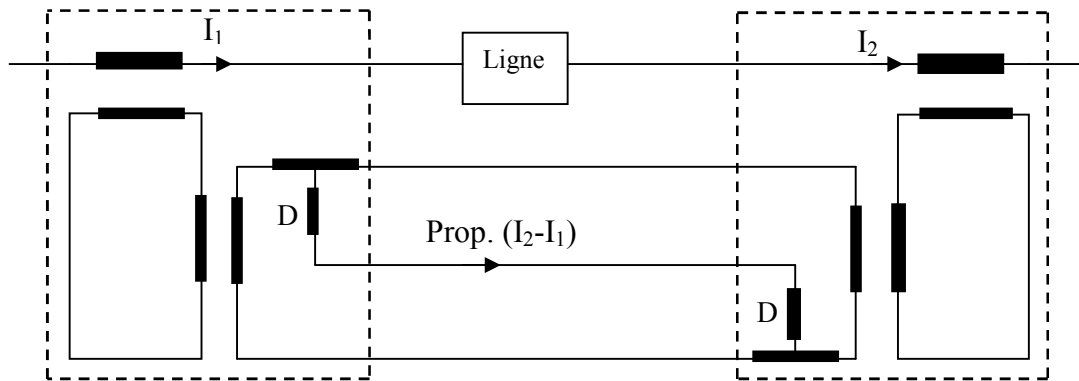 I₁
Ligne
I₂
D
Prop. (I₂-I₁)
D